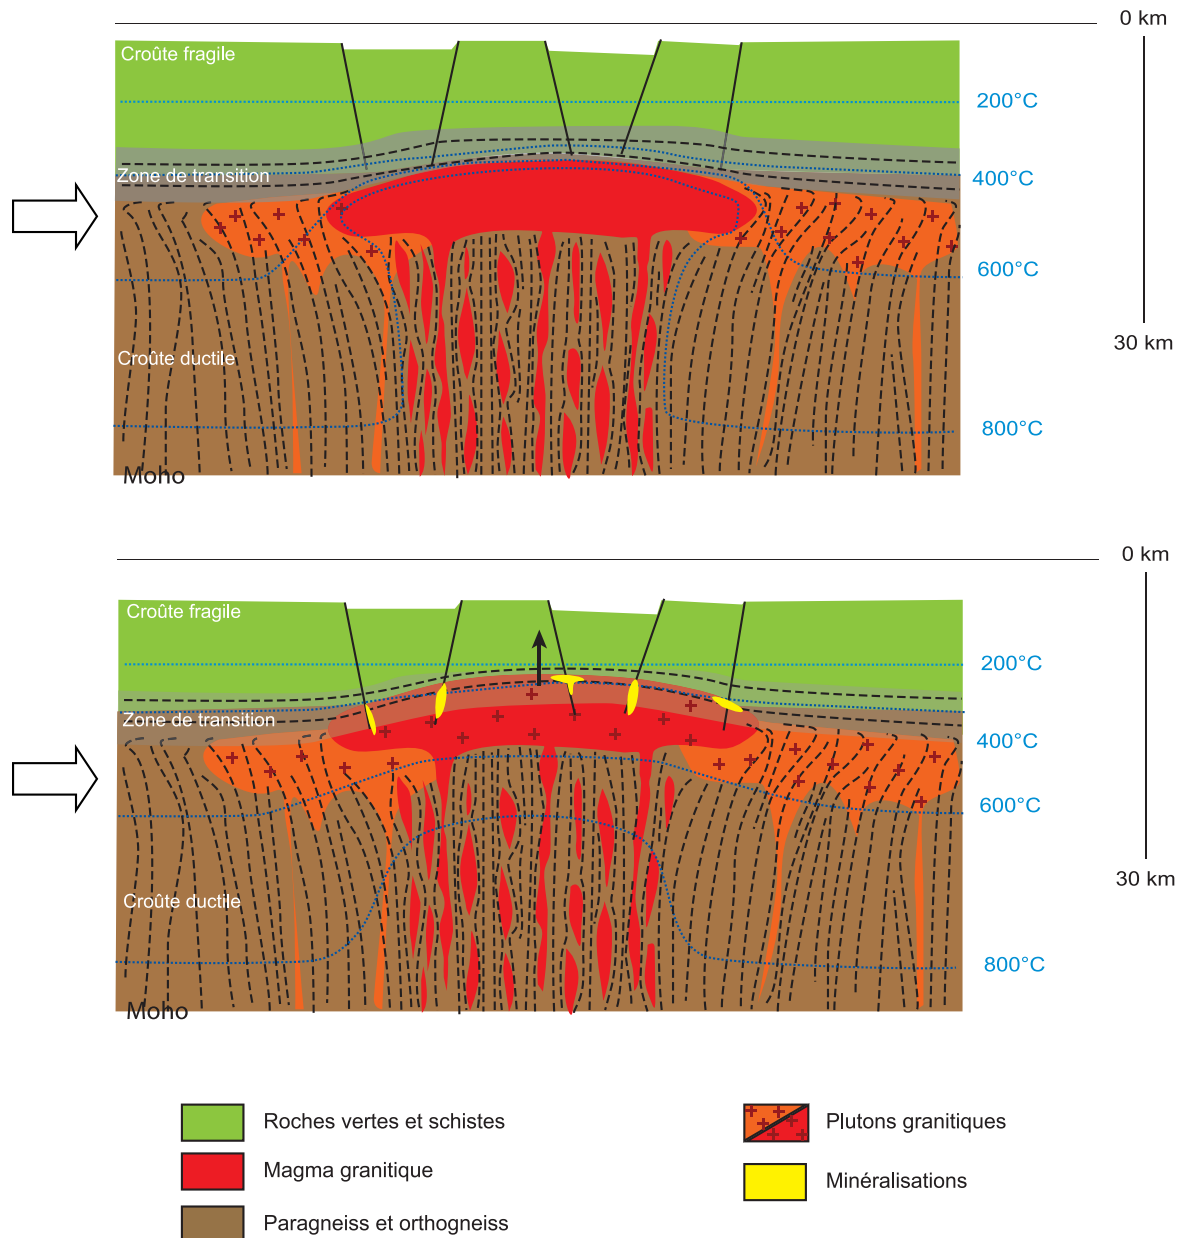 0 km
Croûte fragile
200°C
Zone de transition
400°C
600°C
30 km
Croûte ductile
800°C
Moho
0 km
Croûte fragile
200°C
Zone de transition
400°C
600°C
30 km
Croûte ductile
800°C
Moho
Roches vertes et schistes
Plutons granitiques
Magma granitique
Minéralisations
Paragneiss et orthogneiss